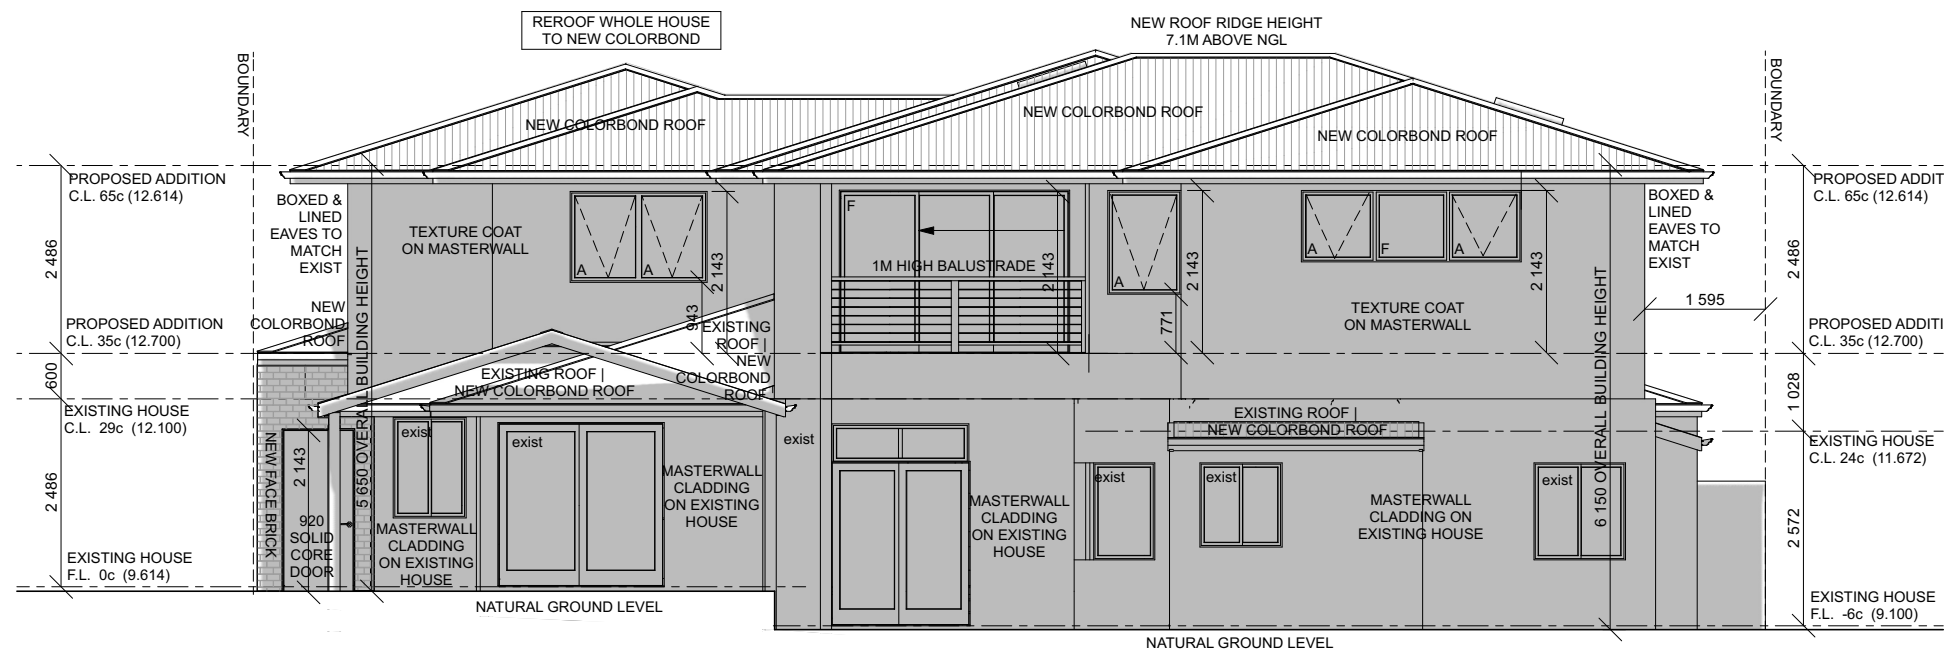 REROOF WHOLE HOUSE
TO NEW COLORBOND
NEW ROOF RIDGE HEIGHT
7.1M ABOVE NGL
BOUNDARY
BOUNDARY
NEW COLORBOND ROOF
NEW COLORBOND ROOF
NEW COLORBOND ROOF
PROPOSED ADDITION
C.L. 65c (12.614)
PROPOSED ADDIT
C.L. 65c (12.614)
BOXED &
LINED
EAVES TO
MATCH
EXIST
BOXED &
LINED
EAVES TO
MATCH
EXIST
TEXTURE COAT
ON MASTERWALL
A
A
F
A
A
F
A
1M HIGH BALUSTRADE
2 486
2 143
2 143
2 143
2 143
2 486
5 650 OVERALL BUILDING HEIGHT
6 150 OVERALL BUILDING HEIGHT
1 595
NEW
COLORBOND
ROOF
943
771
TEXTURE COAT
ON MASTERWALL
PROPOSED ADDITION
C.L. 35c (12.700)
PROPOSED ADDITI
C.L. 35c (12.700)
EXISTING
ROOF |
NEW
COLORBOND
ROOF
600
EXISTING ROOF |
NEW COLORBOND ROOF
1 028
EXISTING HOUSE
C.L. 29c (12.100)
EXISTING ROOF |
NEW COLORBOND ROOF
EXISTING HOUSE
C.L. 24c (11.672)
exist
exist
exist
exist
exist
exist
NEW FACE BRICK
2 143
2 486
920
SOLID
CORE
DOOR
MASTERWALL
CLADDING
ON EXISTING
HOUSE
MASTERWALL
CLADDING
ON EXISTING
HOUSE
MASTERWALL
CLADDING
ON EXISTING
HOUSE
MASTERWALL
CLADDING ON
EXISTING HOUSE
2 572
EXISTING HOUSE
F.L. 0c (9.614)
EXISTING HOUSE
F.L. -6c (9.100)
NATURAL GROUND LEVEL
NATURAL GROUND LEVEL